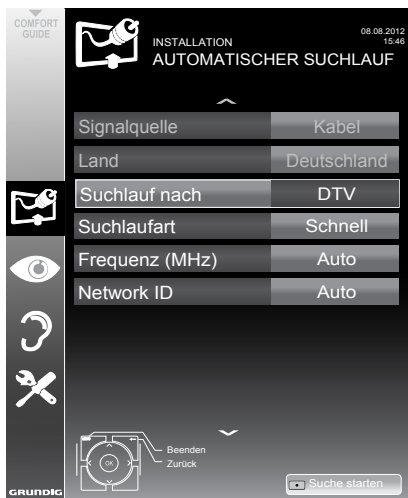 COMFORT
GUIDE
INSTALLATION
AUTOMATISCHER SUCHLAUF
08.08.2012
15:46
Signalquelle Kabel
Land Deutschland
Suchlauf nach DTV
Suchlaufart Schnell
Frequenz (MHz) Auto
Network ID Auto
OK
Beenden
Zurück
Suche starten
GRUNDIG